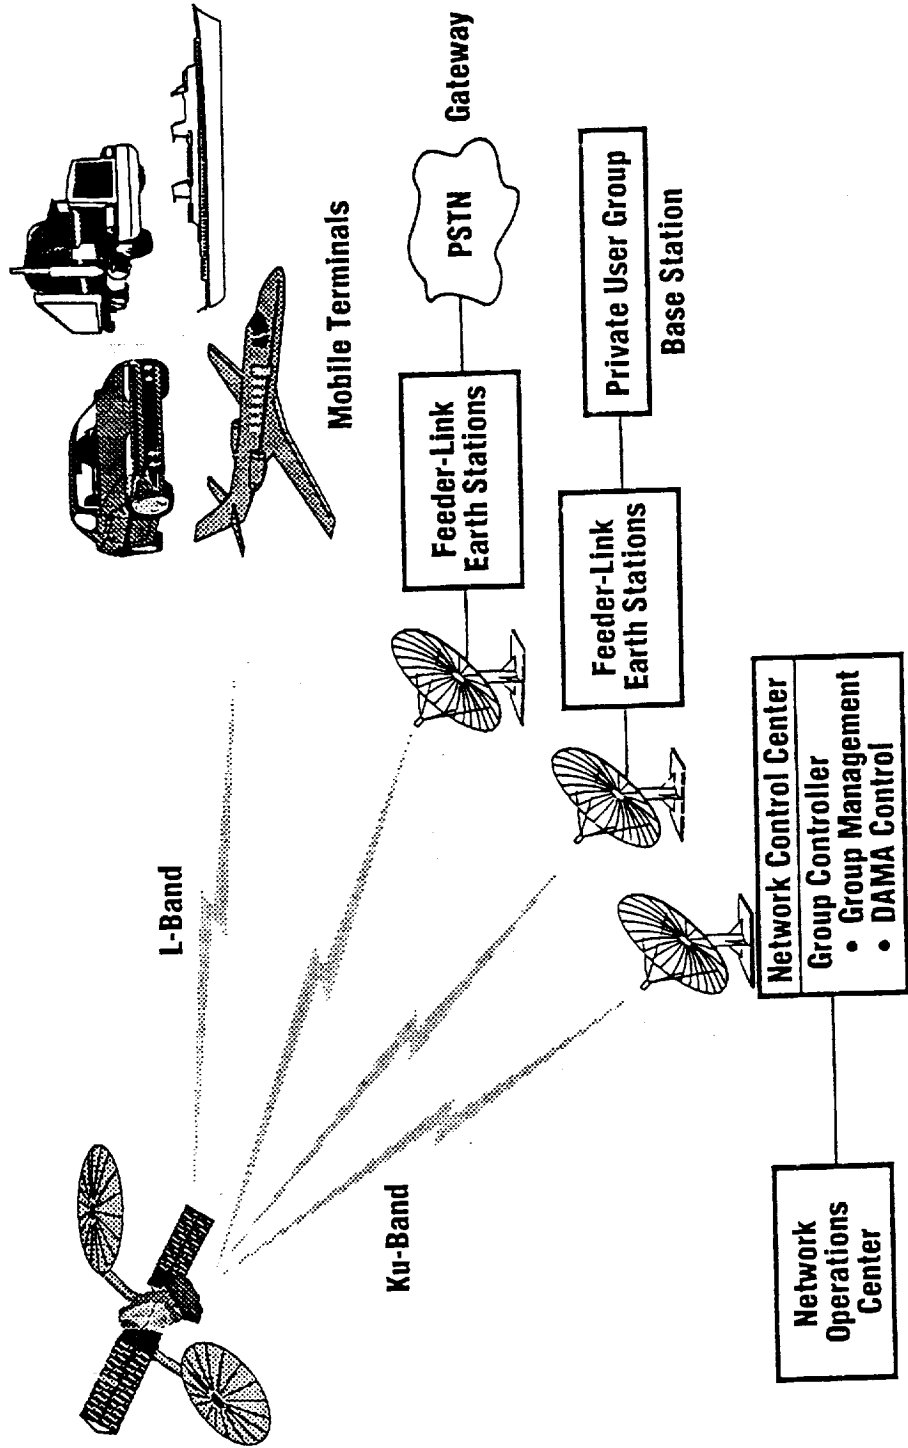 L-Band
Ku-Band
Mobile Terminals
Feeder-Link
Earth Stations
PSTN
Gateway
Feeder-Link
Earth Stations
Private User Group
Base Station
Network
Operations
Center
Network Control Center
Group Controller
• Group Management
• DAMA Control